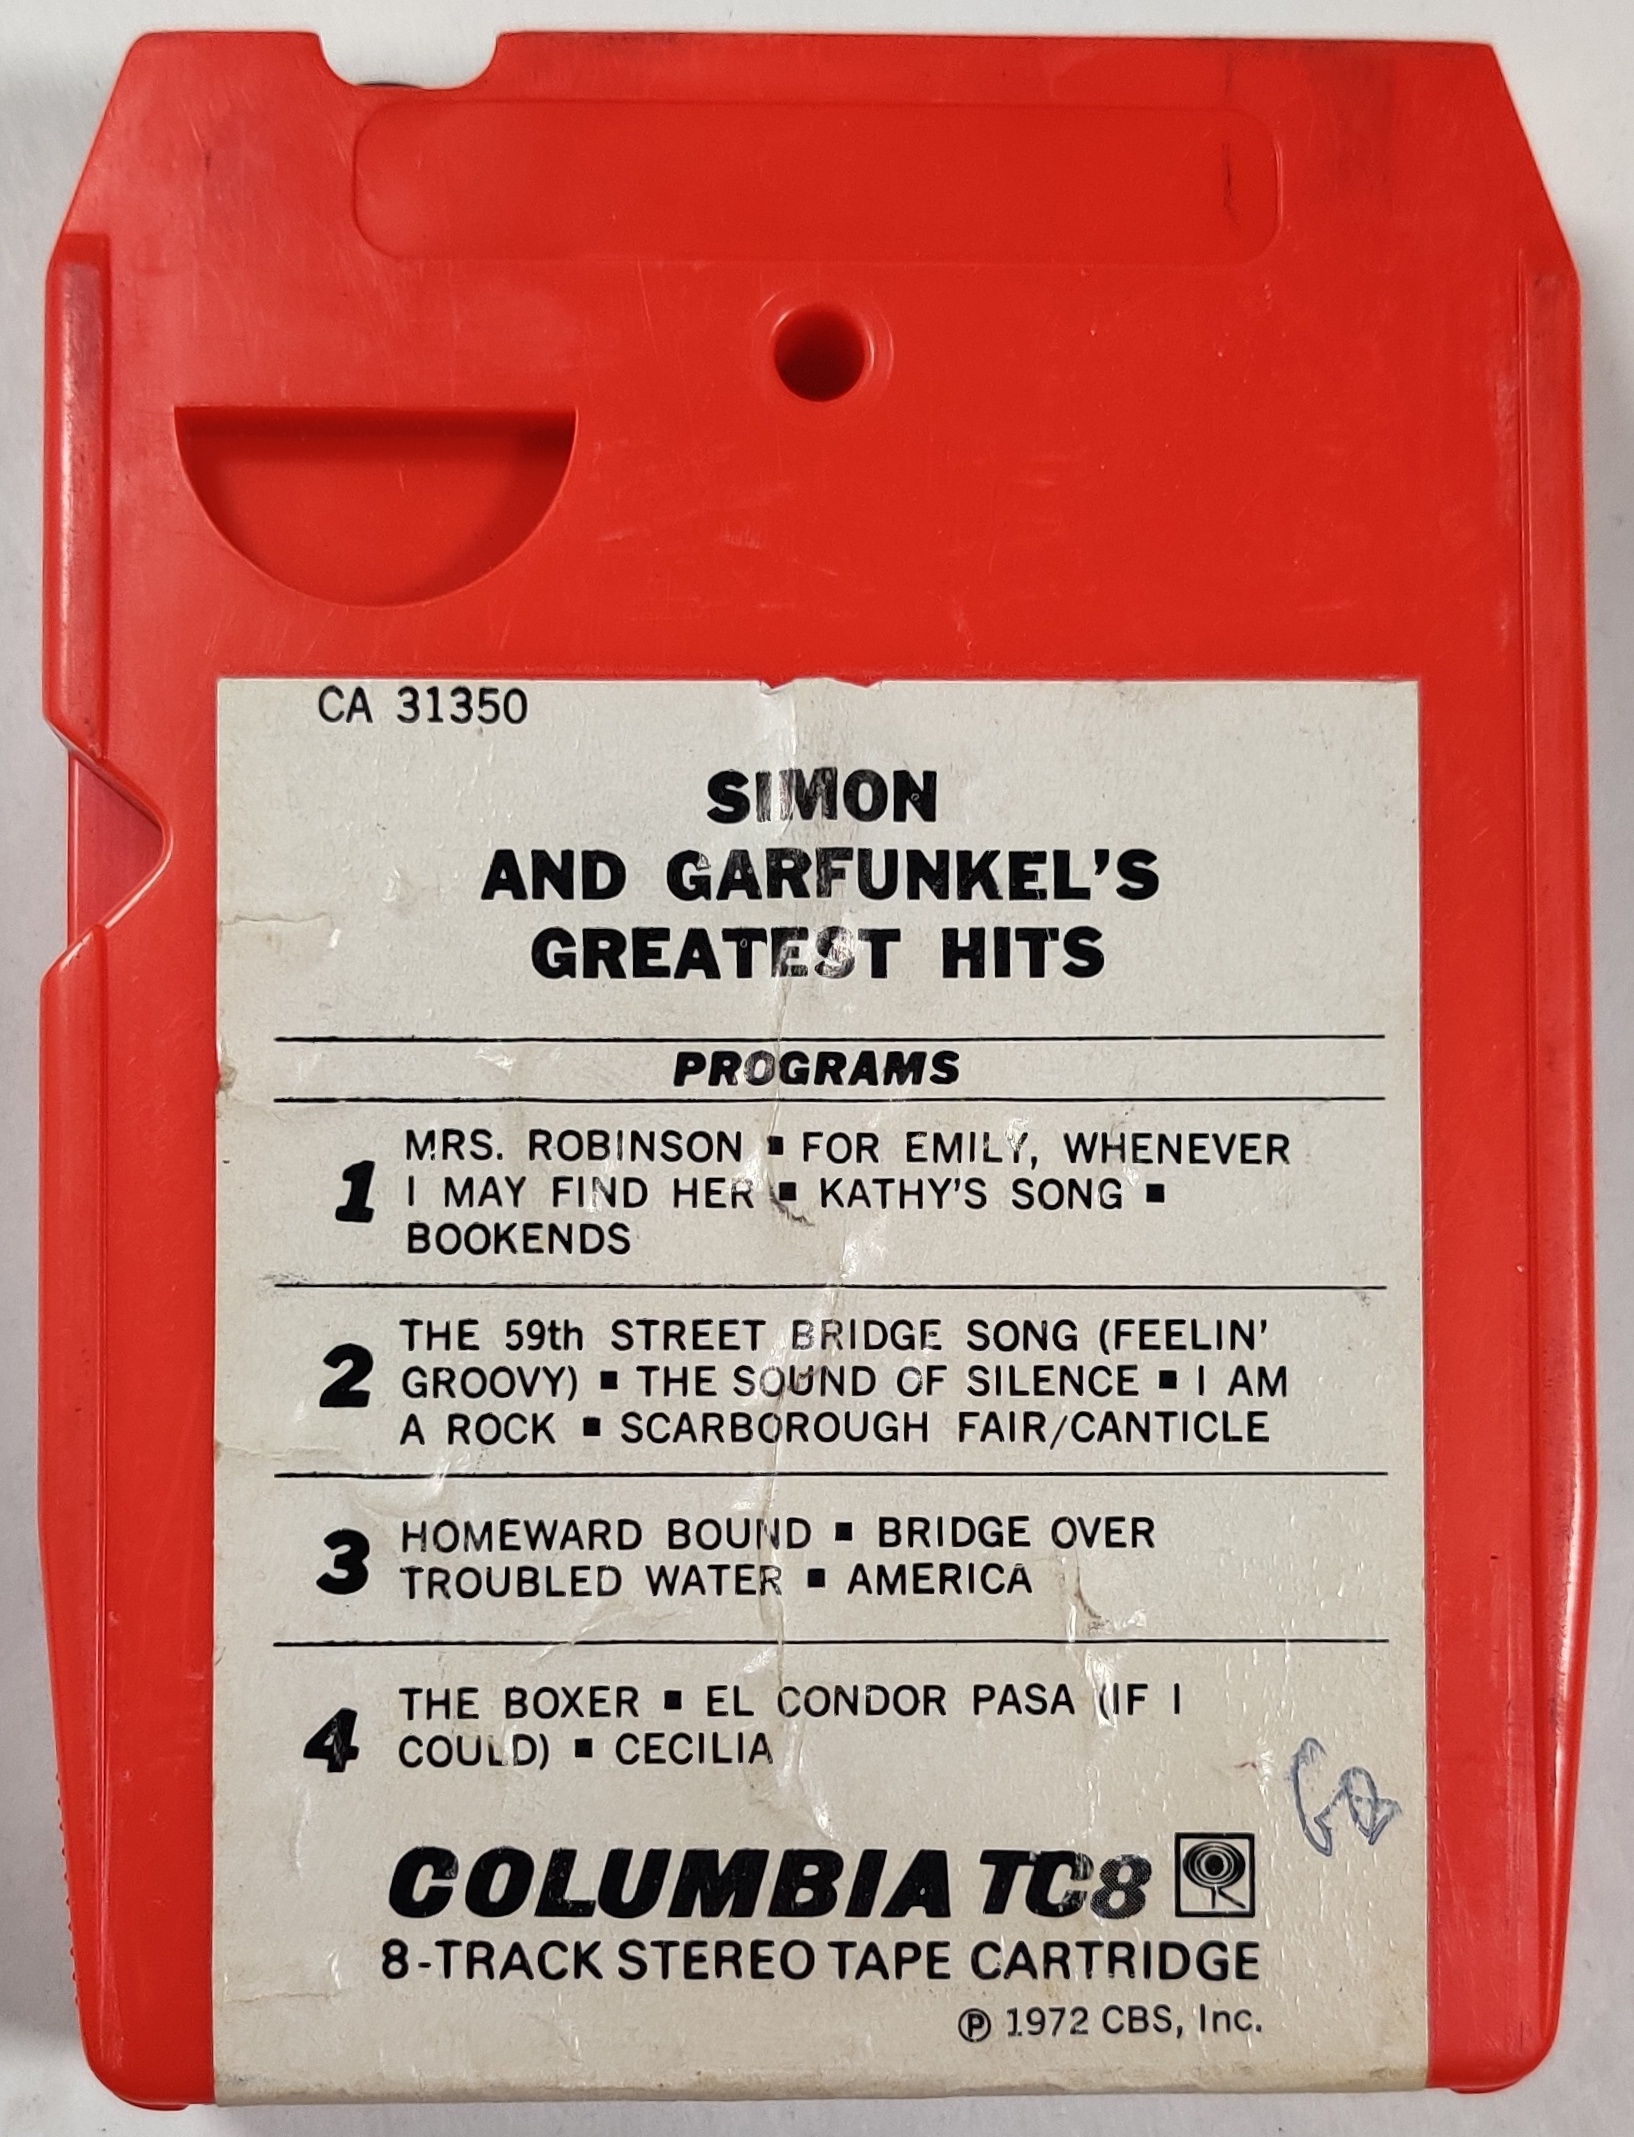 CA 31350
SIMON
AND GARFUNKEL'S
GREATEST HITS
PROGRAMS
1 MRS. ROBINSON ▪ FOR EMILY, WHENEVER
I MAY FIND HER ▪ KATHY'S SONG ▪
BOOKENDS
2 THE 59th STREET BRIDGE SONG (FEELIN'
GROOVY) ▪ THE SOUND OF SILENCE ▪ I AM
A ROCK ▪ SCARBOROUGH FAIR/CANTICLE
3 HOMEWARD BOUND ▪ BRIDGE OVER
TROUBLED WATER ▪ AMERICA
4 THE BOXER ▪ EL CONDOR PASA (IF I
COULD) ▪ CECILIA
COLUMBIA TC8
8-TRACK STEREO TAPE CARTRIDGE
℗ 1972 CBS, Inc.